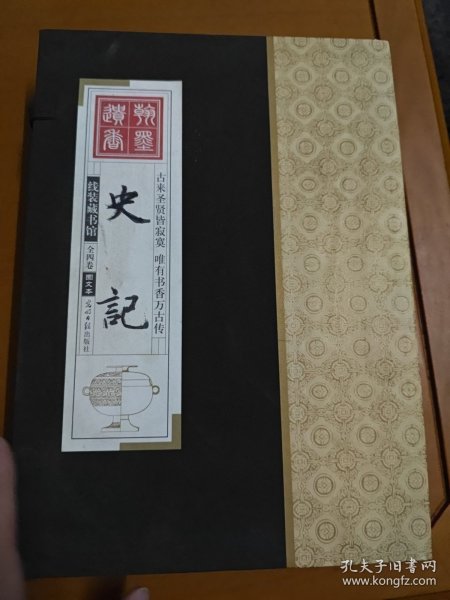 翰墨
遺香
古来圣贤皆寂寞 唯有书香万古传
史記
线装藏书馆
全四卷
图文本
光明日报出版社
孔夫子旧书网
www.kongfz.com